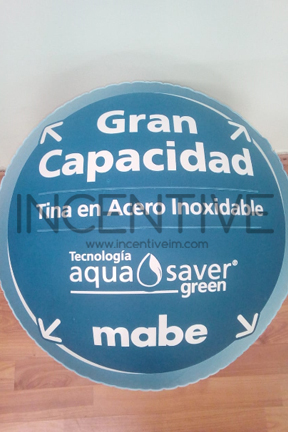 Gran
Capacidad
INCENTIVE
Tina en Acero Inoxidable
www.incentiveim.com
Tecnología
aqua saver®
green
mabe